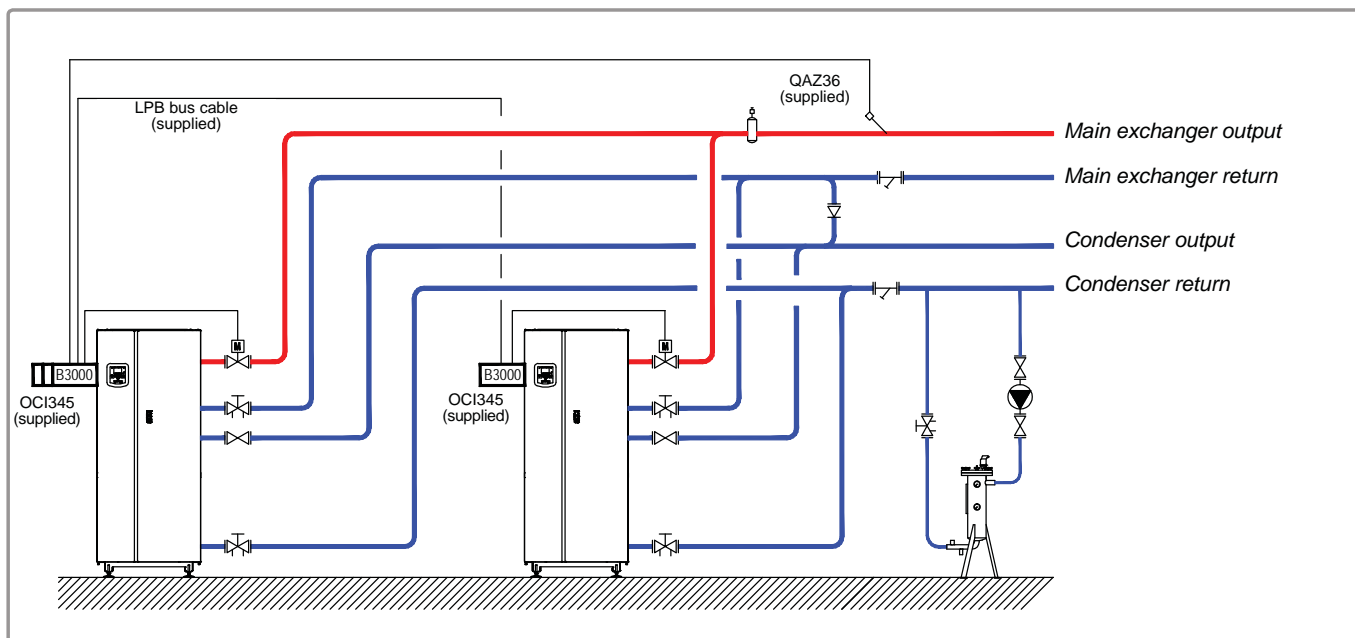 QAZ36
(supplied)
LPB bus cable
(supplied)
Main exchanger output
Main exchanger return
Condenser output
Condenser return
M
M
B3000
B3000
OCI345
(supplied)
OCI345
(supplied)